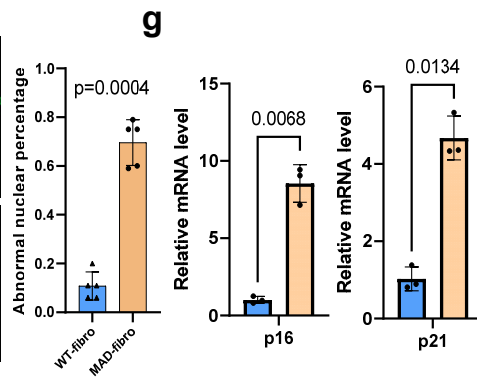 g
Abnormal nuclear percentage
1.0
0.8
0.6
0.4
0.2
0.0
p=0.0004
WT-fibro
MAD-fibro
Relative mRNA level
15
10
5
0
0.0068
p16
Relative mRNA level
6
4
2
0
0.0134
p21